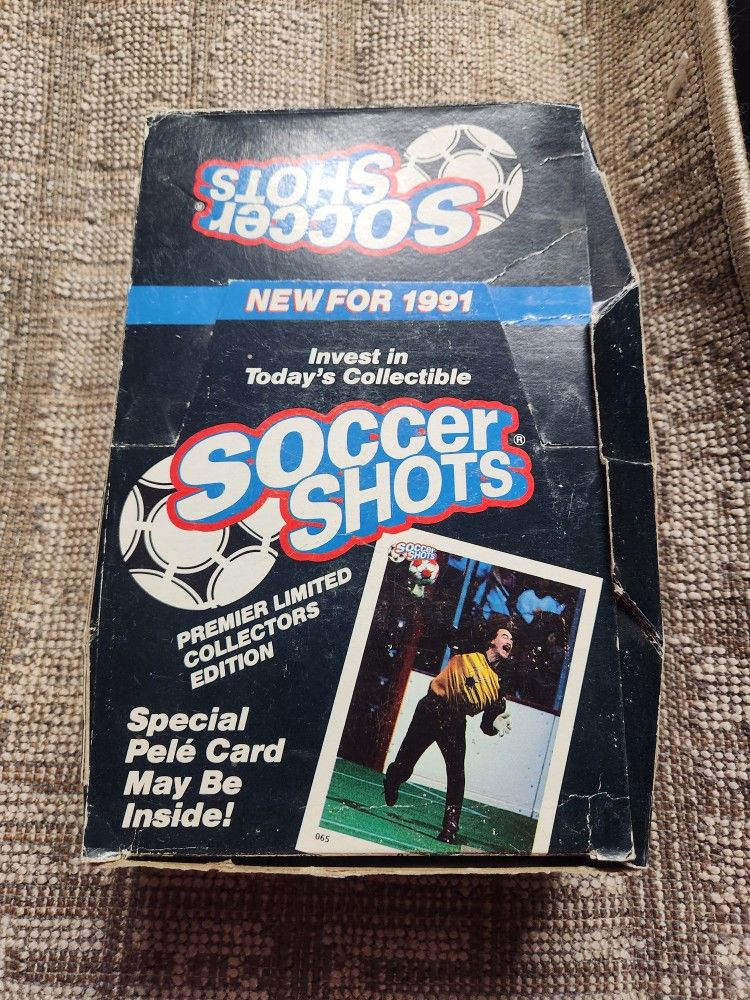 Soccer
SHOTS
®
NEW FOR 1991
Invest in
Today's Collectible
Soccer ®
SHOTS
PREMIER LIMITED
COLLECTORS
EDITION
Special
Pelé Card
May Be
Inside!
Soccer
SHOTS
065